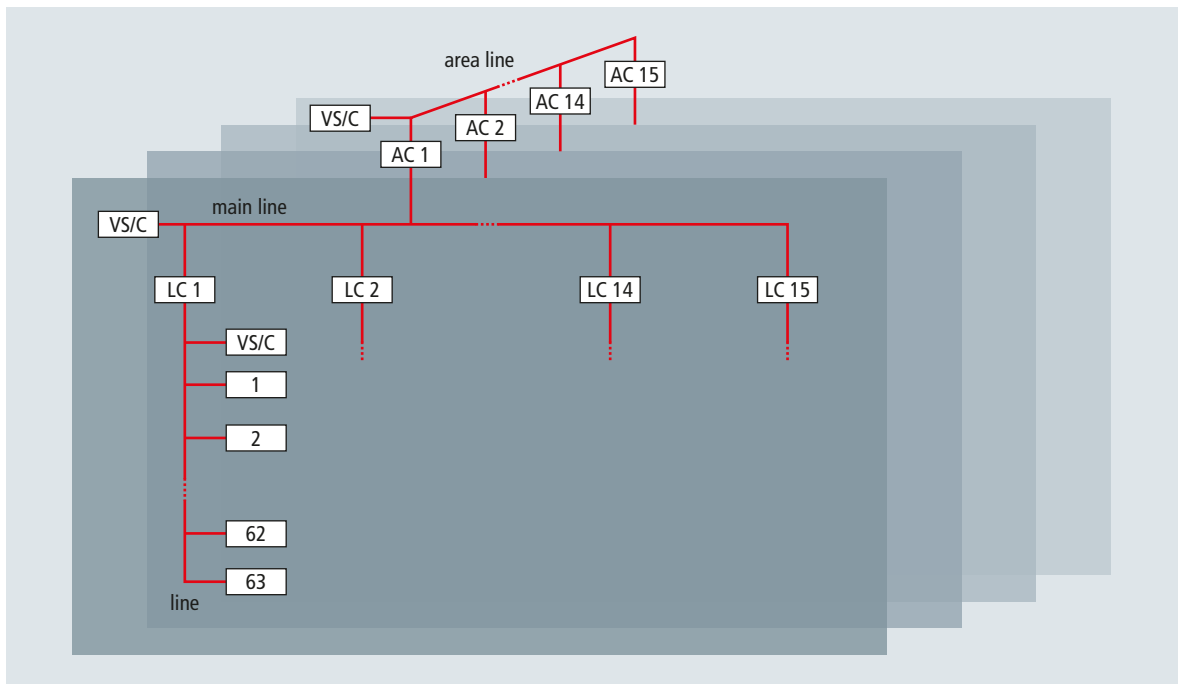 area line
AC 15
AC 14
VS/C
AC 2
AC 1
main line
VS/C
LC 1
LC 2
LC 14
LC 15
VS/C
1
2
62
63
line